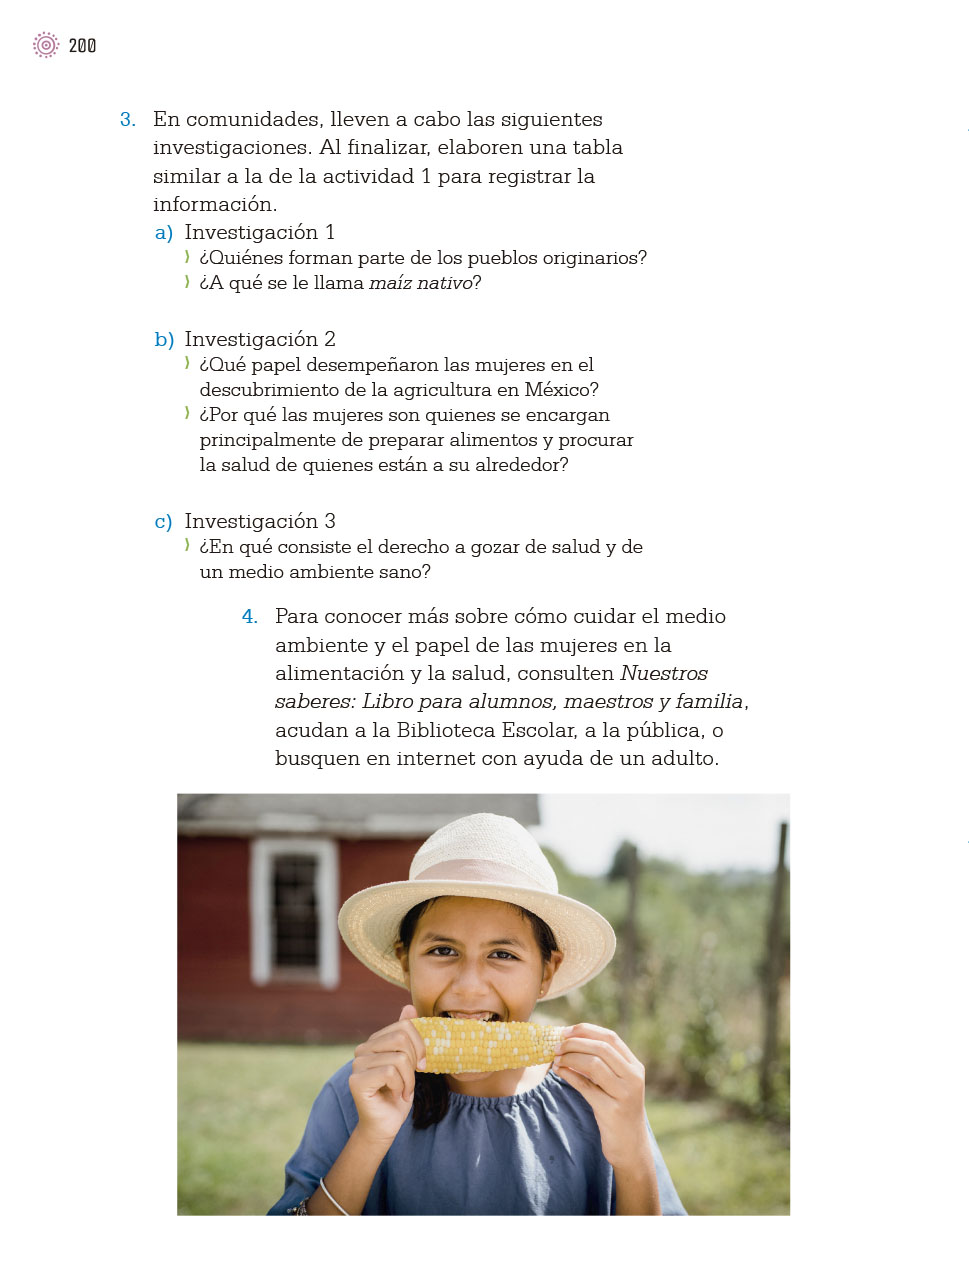 200
3. En comunidades, lleven a cabo las siguientes
investigaciones. Al finalizar, elaboren una tabla
similar a la de la actividad 1 para registrar la
información.
a) Investigación 1
⟩ ¿Quiénes forman parte de los pueblos originarios?
⟩ ¿A qué se le llama maíz nativo?
b) Investigación 2
⟩ ¿Qué papel desempeñaron las mujeres en el
descubrimiento de la agricultura en México?
⟩ ¿Por qué las mujeres son quienes se encargan
principalmente de preparar alimentos y procurar
la salud de quienes están a su alrededor?
c) Investigación 3
⟩ ¿En qué consiste el derecho a gozar de salud y de
un medio ambiente sano?
4. Para conocer más sobre cómo cuidar el medio
ambiente y el papel de las mujeres en la
alimentación y la salud, consulten Nuestros
saberes: Libro para alumnos, maestros y familia,
acudan a la Biblioteca Escolar, a la pública, o
busquen en internet con ayuda de un adulto.